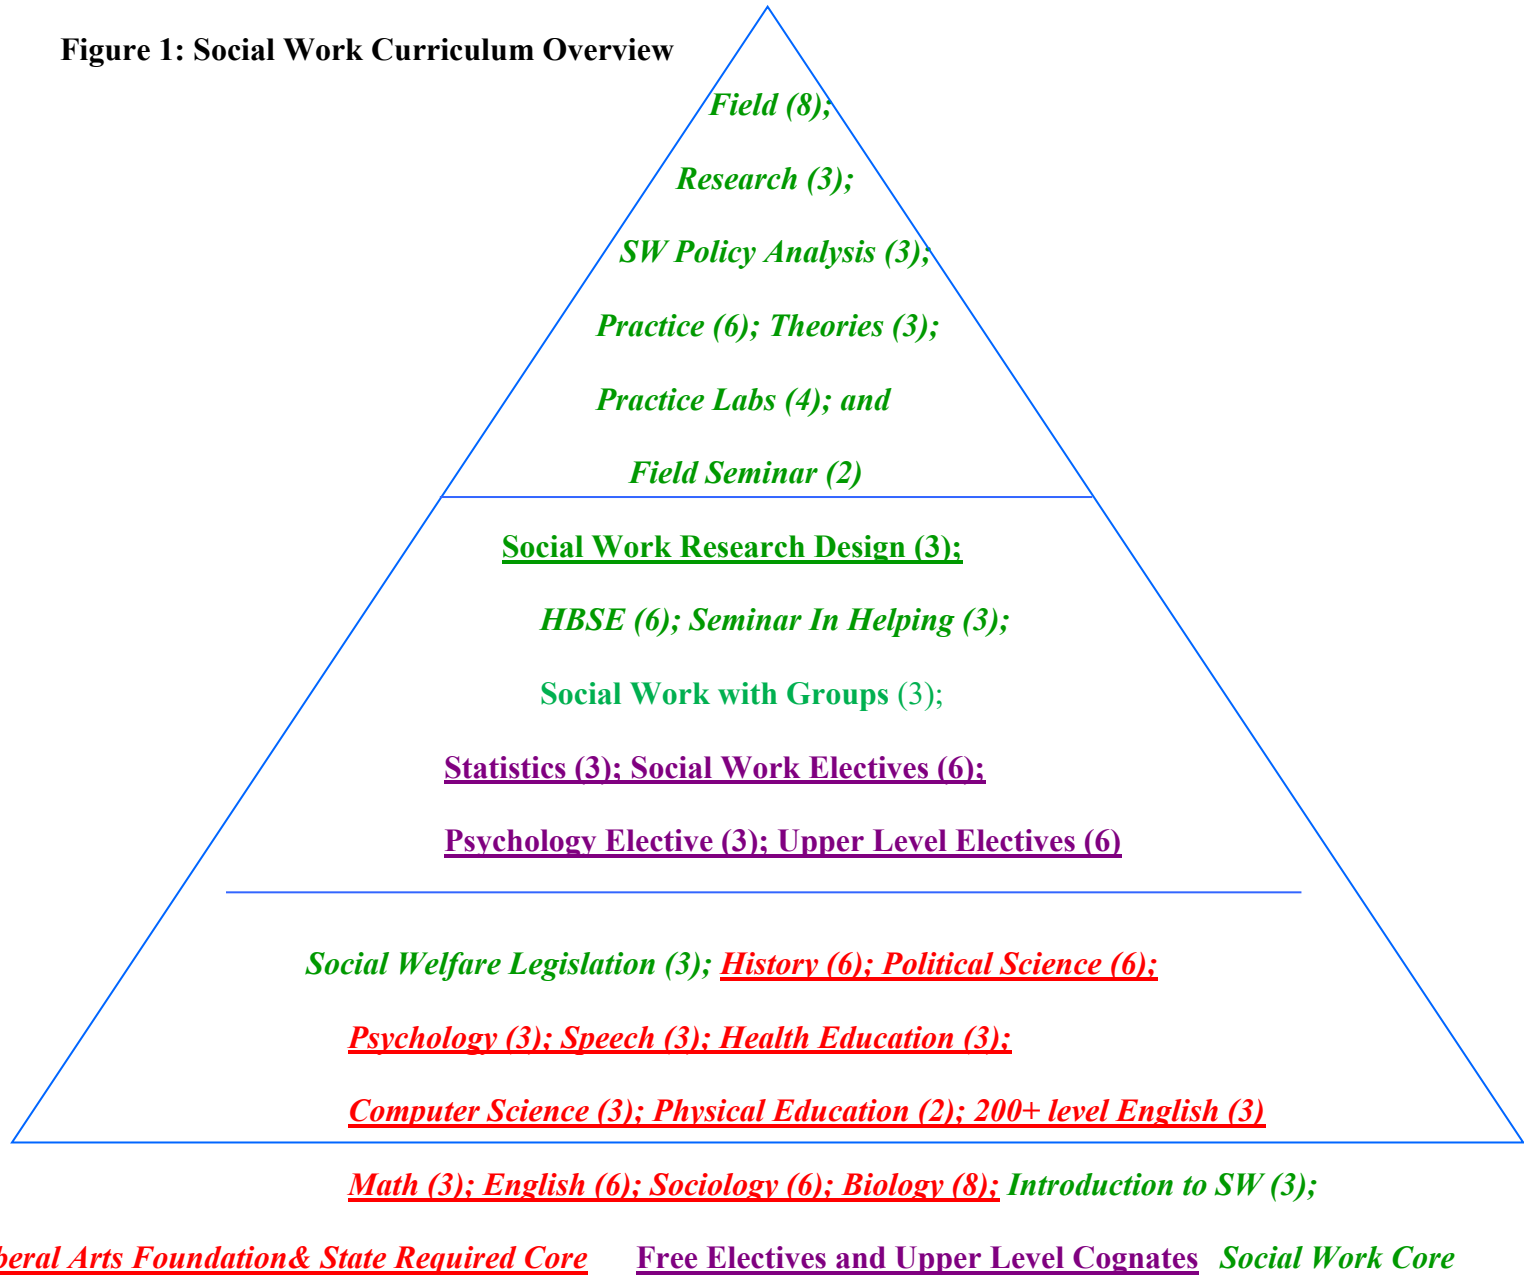 Figure 1: Social Work Curriculum Overview
Field (8);
Research (3);
SW Policy Analysis (3);
Practice (6); Theories (3);
Practice Labs (4); and
Field Seminar (2)
Social Work Research Design (3);
HBSE (6); Seminar In Helping (3);
Social Work with Groups (3);
Statistics (3); Social Work Electives (6);
Psychology Elective (3); Upper Level Electives (6)
Social Welfare Legislation (3); History (6); Political Science (6);
Psychology (3); Speech (3); Health Education (3);
Computer Science (3); Physical Education (2); 200+ level English (3)
Math (3); English (6); Sociology (6); Biology (8); Introduction to SW (3);
beral Arts Foundation& State Required Core Free Electives and Upper Level Cognates Social Work Core